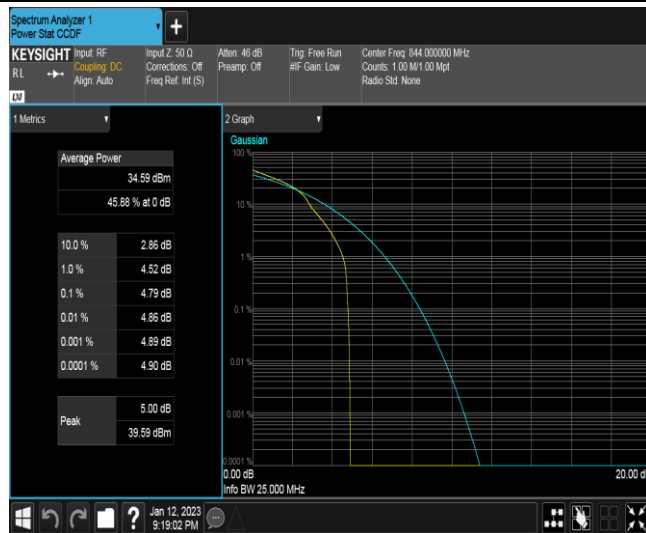 Spectrum Analyzer 1
Power Stat CCDF
+
KEYSIGHT
RL
Input: RF
Coupling: DC
Align: Auto
Input Z: 50 Ω
Corrections: Off
Freq Ref: Int (S)
Atten: 46 dB
Preamp: Off
Trig: Free Run
#IF Gain: Low
Center Freq: 844.000000 MHz
Counts: 1.00 M/1.00 Mpt
Radio Std: None
LXI
1 Metrics
Average Power
34.59 dBm
45.88 % at 0 dB
10.0 % 2.86 dB
1.0 % 4.52 dB
0.1 % 4.79 dB
0.01 % 4.86 dB
0.001 % 4.89 dB
0.0001 % 4.90 dB
Peak
5.00 dB
39.59 dBm
2 Graph
Gaussian
100 %
10 %
1 %
0.1 %
0.01 %
0.001 %
0.0001 %
0.00 dB
20.00 d
Info BW 25.000 MHz
?
Jan 12, 2023
9:19:02 PM